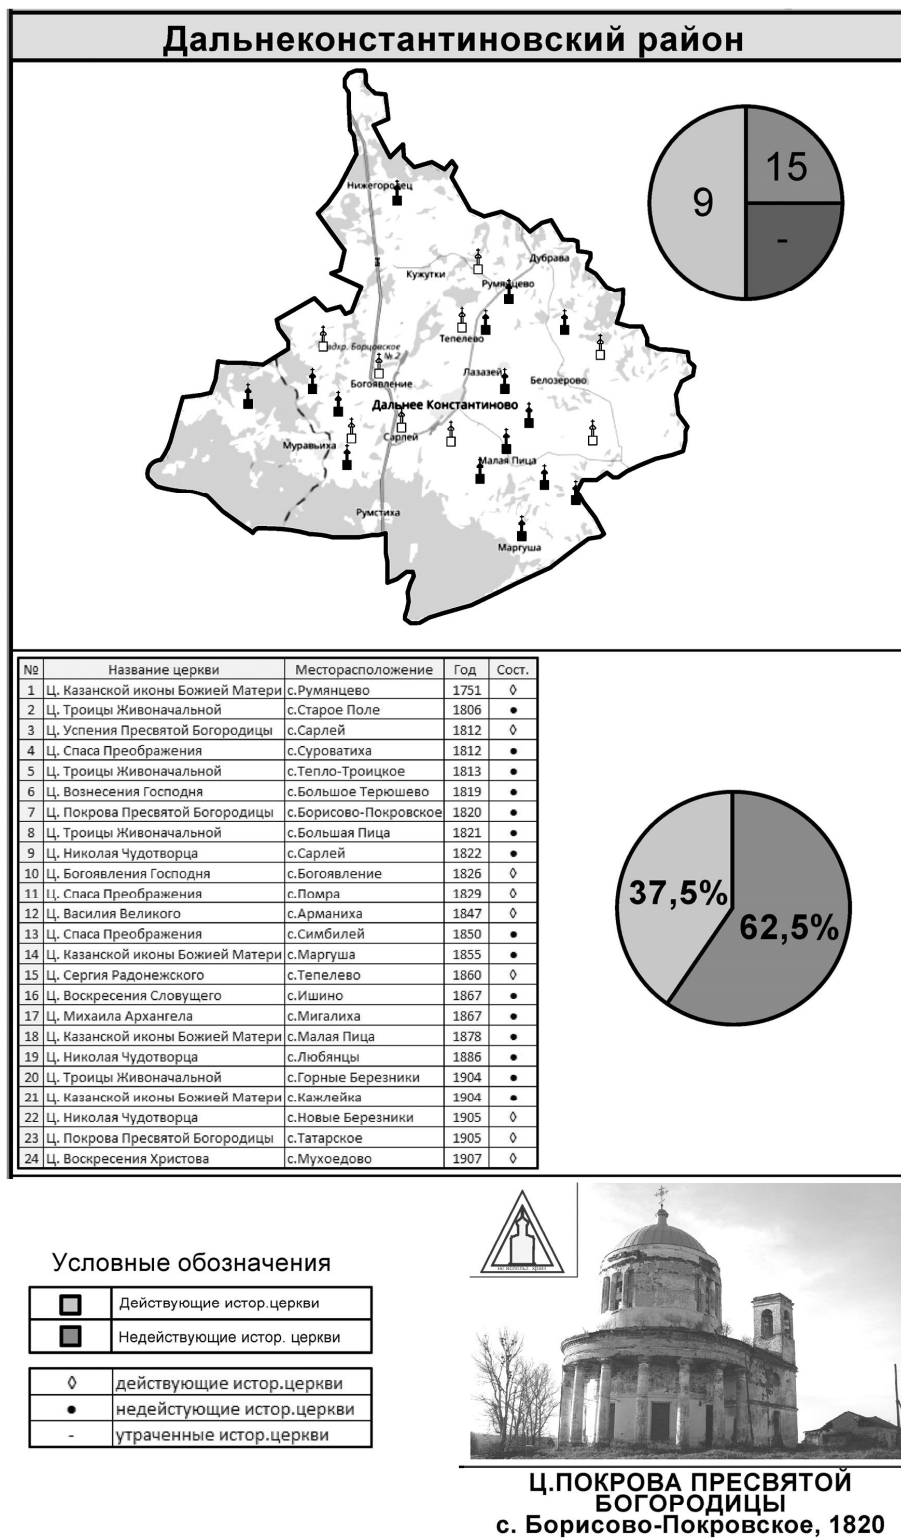 Дальнеконстантиновский район
Нижегородец
Кужутки
Дубрава
Румянцево
Тепелево
вдхр. Борцовское
№ 2
Богоявление
Лазазей
Белозерово
Дальнее Константиново
Сарлей
Муравьиха
Малая Пица
Румстиха
Маргуша
9
15
-
№ Название церкви Месторасположение Год Сост.
1 Ц. Казанской иконы Божией Матери с.Румянцево 1751 ◊
2 Ц. Троицы Живоначальной с.Старое Поле 1806 •
3 Ц. Успения Пресвятой Богородицы с.Сарлей 1812 ◊
4 Ц. Спаса Преображения с.Суроватиха 1812 •
5 Ц. Троицы Живоначальной с.Тепло-Троицкое 1813 •
6 Ц. Вознесения Господня с.Большое Терюшево 1819 •
7 Ц. Покрова Пресвятой Богородицы с.Борисово-Покровское 1820 •
8 Ц. Троицы Живоначальной с.Большая Пица 1821 •
9 Ц. Николая Чудотворца с.Сарлей 1822 •
10 Ц. Богоявления Господня с.Богоявление 1826 ◊
11 Ц. Спаса Преображения с.Помра 1829 ◊
12 Ц. Василия Великого с.Арманиха 1847 ◊
13 Ц. Спаса Преображения с.Симбилей 1850 •
14 Ц. Казанской иконы Божией Матери с.Маргуша 1855 •
15 Ц. Сергия Радонежского с.Тепелево 1860 ◊
16 Ц. Воскресения Словущего с.Ишино 1867 •
17 Ц. Михаила Архангела с.Мигалиха 1867 •
18 Ц. Казанской иконы Божией Матери с.Малая Пица 1878 •
19 Ц. Николая Чудотворца с.Любянцы 1886 •
20 Ц. Троицы Живоначальной с.Горные Березники 1904 •
21 Ц. Казанской иконы Божией Матери с.Кажлейка 1904 •
22 Ц. Николая Чудотворца с.Новые Березники 1905 ◊
23 Ц. Покрова Пресвятой Богородицы с.Татарское 1905 ◊
24 Ц. Воскресения Христова с.Мухоедово 1907 ◊
37,5%
62,5%
Условные обозначения
Действующие истор.церкви
Недействующие истор. церкви
◊ действующие истор.церкви
• недейстующие истор.церкви
- утраченные истор.церкви
не использ. храм
Ц.ПОКРОВА ПРЕСВЯТОЙ
БОГОРОДИЦЫ
с. Борисово-Покровское, 1820